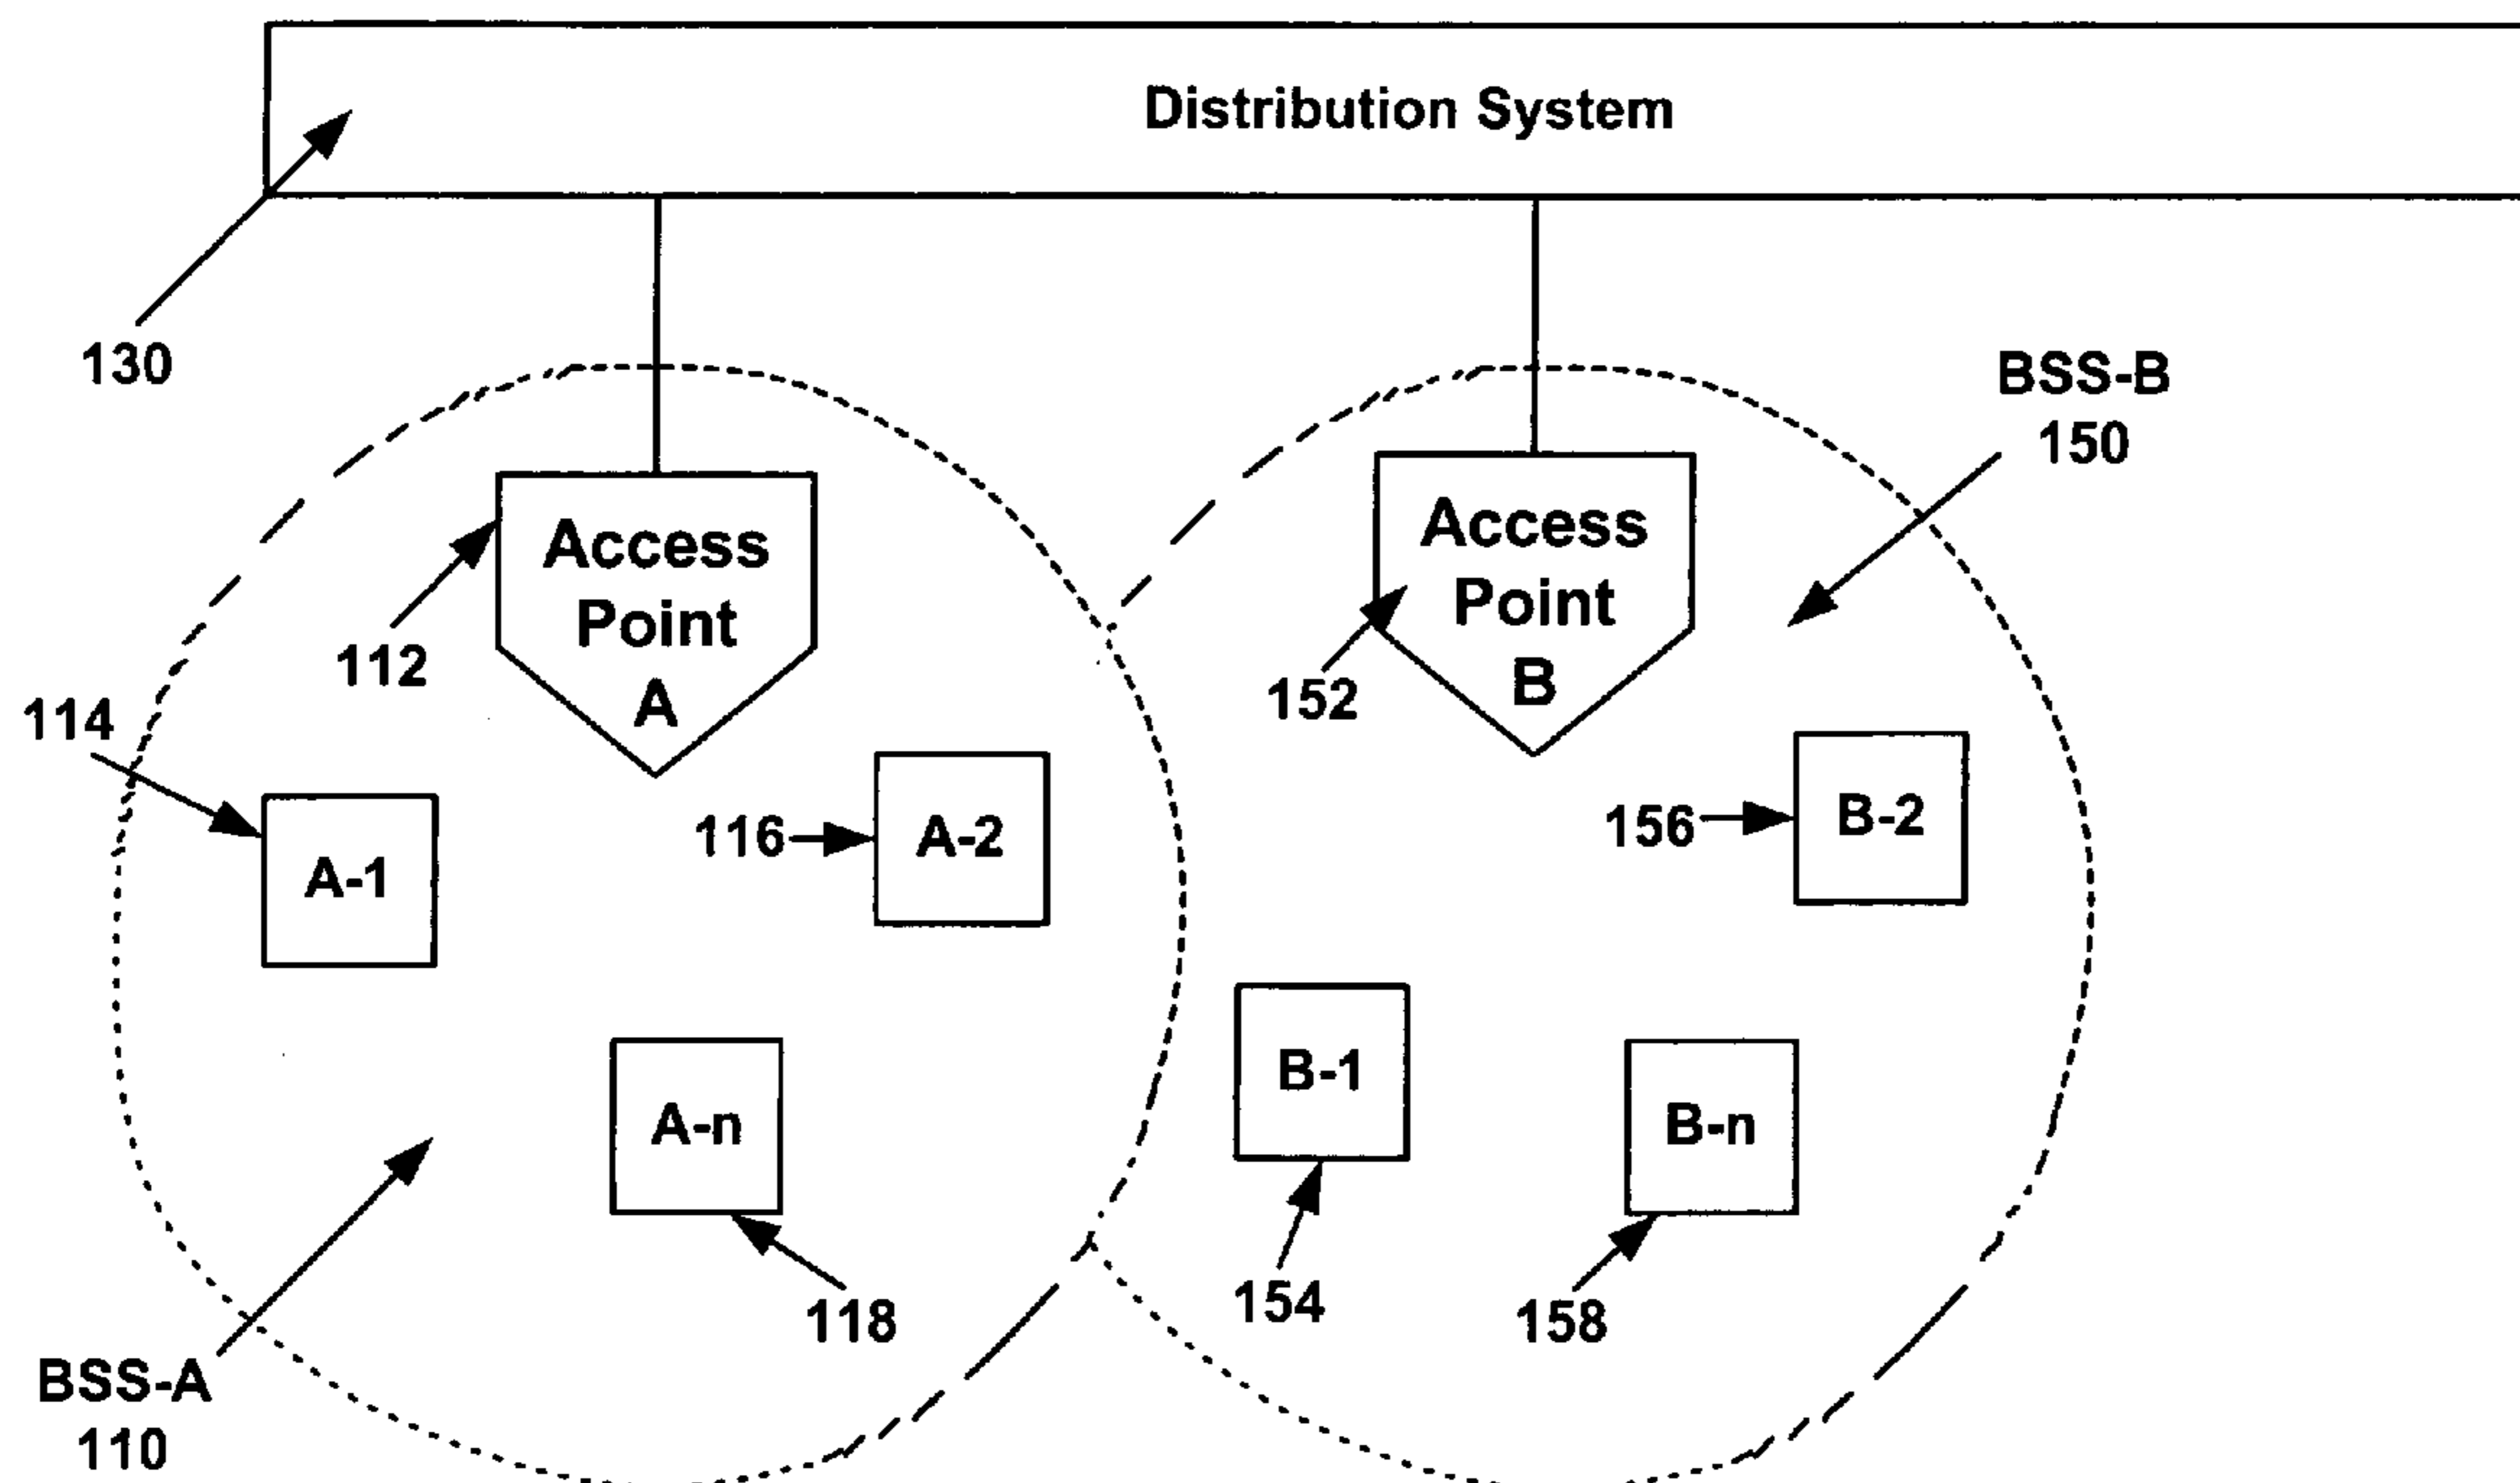 Distribution System
130
BSS-B
150
Access
Point
A
112
Access
Point
B
152
114
A-1
116
A-2
156
B-2
A-n
118
B-1
154
B-n
158
BSS-A
110